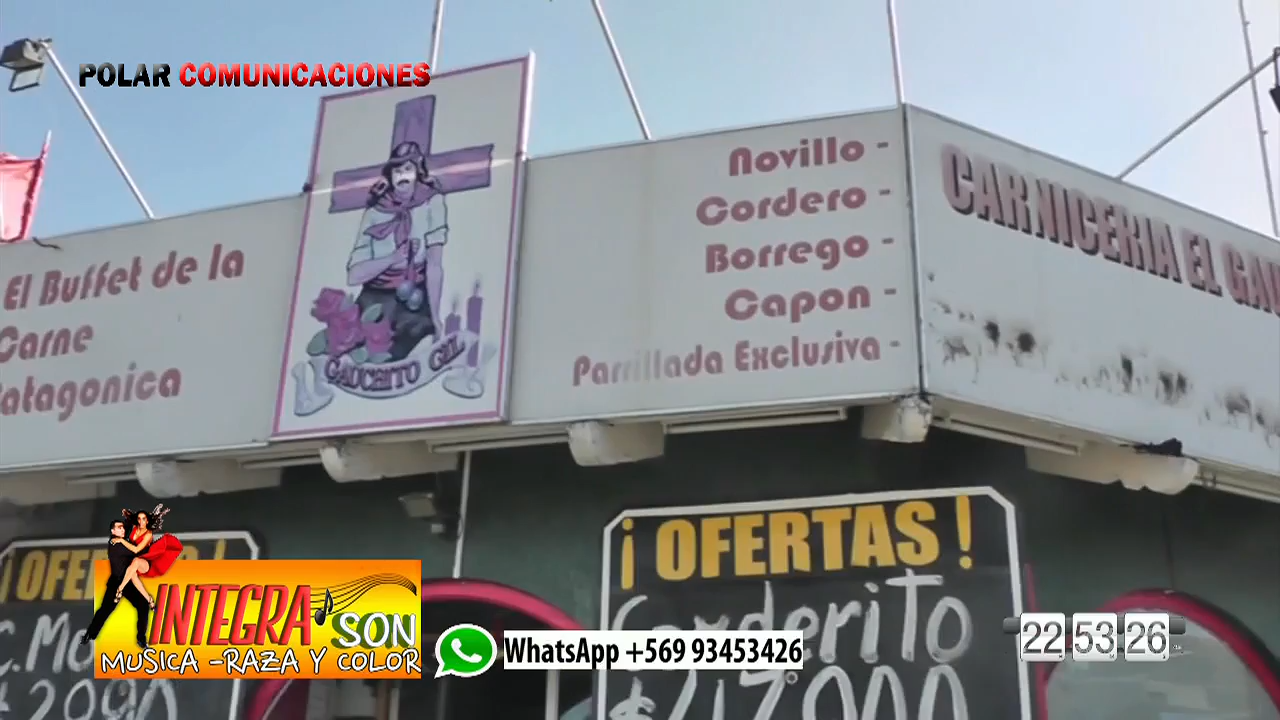 POLAR COMUNICACIONES
El Buffet de la
Carne
Patagonica
GAUCHITO GIL
Novillo -
Cordero -
Borrego -
Capon -
Parrillada Exclusiva -
CARNICERIA EL
¡ OFERTAS !
Corderito
INTEGRA SON
MUSICA - RAZA Y COLOR
WhatsApp +569 93453426
22 53 26